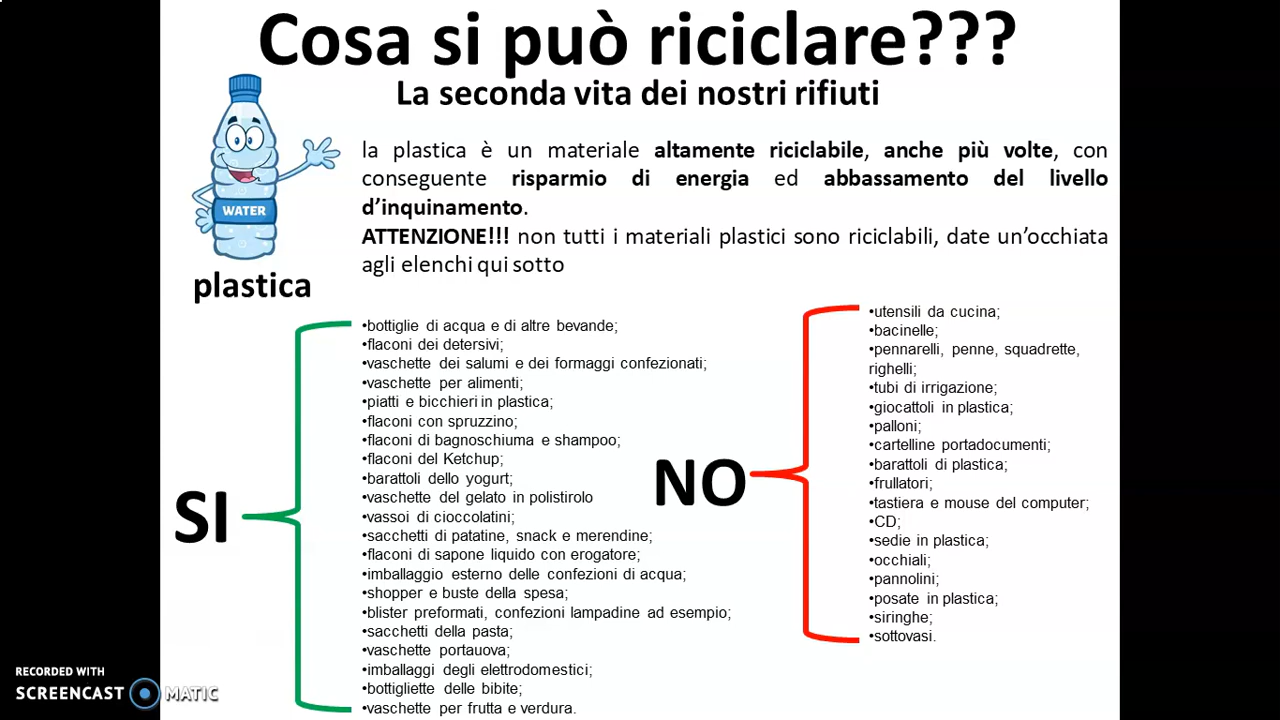 Cosa si può riciclare???
La seconda vita dei nostri rifiuti
WATER
plastica
la plastica è un materiale altamente riciclabile, anche più volte, con
conseguente risparmio di energia ed abbassamento del livello
d’inquinamento.
ATTENZIONE!!! non tutti i materiali plastici sono riciclabili, date un’occhiata
agli elenchi qui sotto
SI
•bottiglie di acqua e di altre bevande;
•flaconi dei detersivi;
•vaschette dei salumi e dei formaggi confezionati;
•vaschette per alimenti;
•piatti e bicchieri in plastica;
•flaconi con spruzzino;
•flaconi di bagnoschiuma e shampoo;
•flaconi del Ketchup;
•barattoli dello yogurt;
•vaschette del gelato in polistirolo
•vassoi di cioccolatini;
•sacchetti di patatine, snack e merendine;
•flaconi di sapone liquido con erogatore;
•imballaggio esterno delle confezioni di acqua;
•shopper e buste della spesa;
•blister preformati, confezioni lampadine ad esempio;
•sacchetti della pasta;
•vaschette portauova;
•imballaggi degli elettrodomestici;
•bottigliette delle bibite;
•vaschette per frutta e verdura.
NO
•utensili da cucina;
•bacinelle;
•pennarelli, penne, squadrette,
righelli;
•tubi di irrigazione;
•giocattoli in plastica;
•palloni;
•cartelline portadocumenti;
•barattoli di plastica;
•frullatori;
•tastiera e mouse del computer;
•CD;
•sedie in plastica;
•occhiali;
•pannolini;
•posate in plastica;
•siringhe;
•sottovasi.
RECORDED WITH
SCREENCAST MATIC